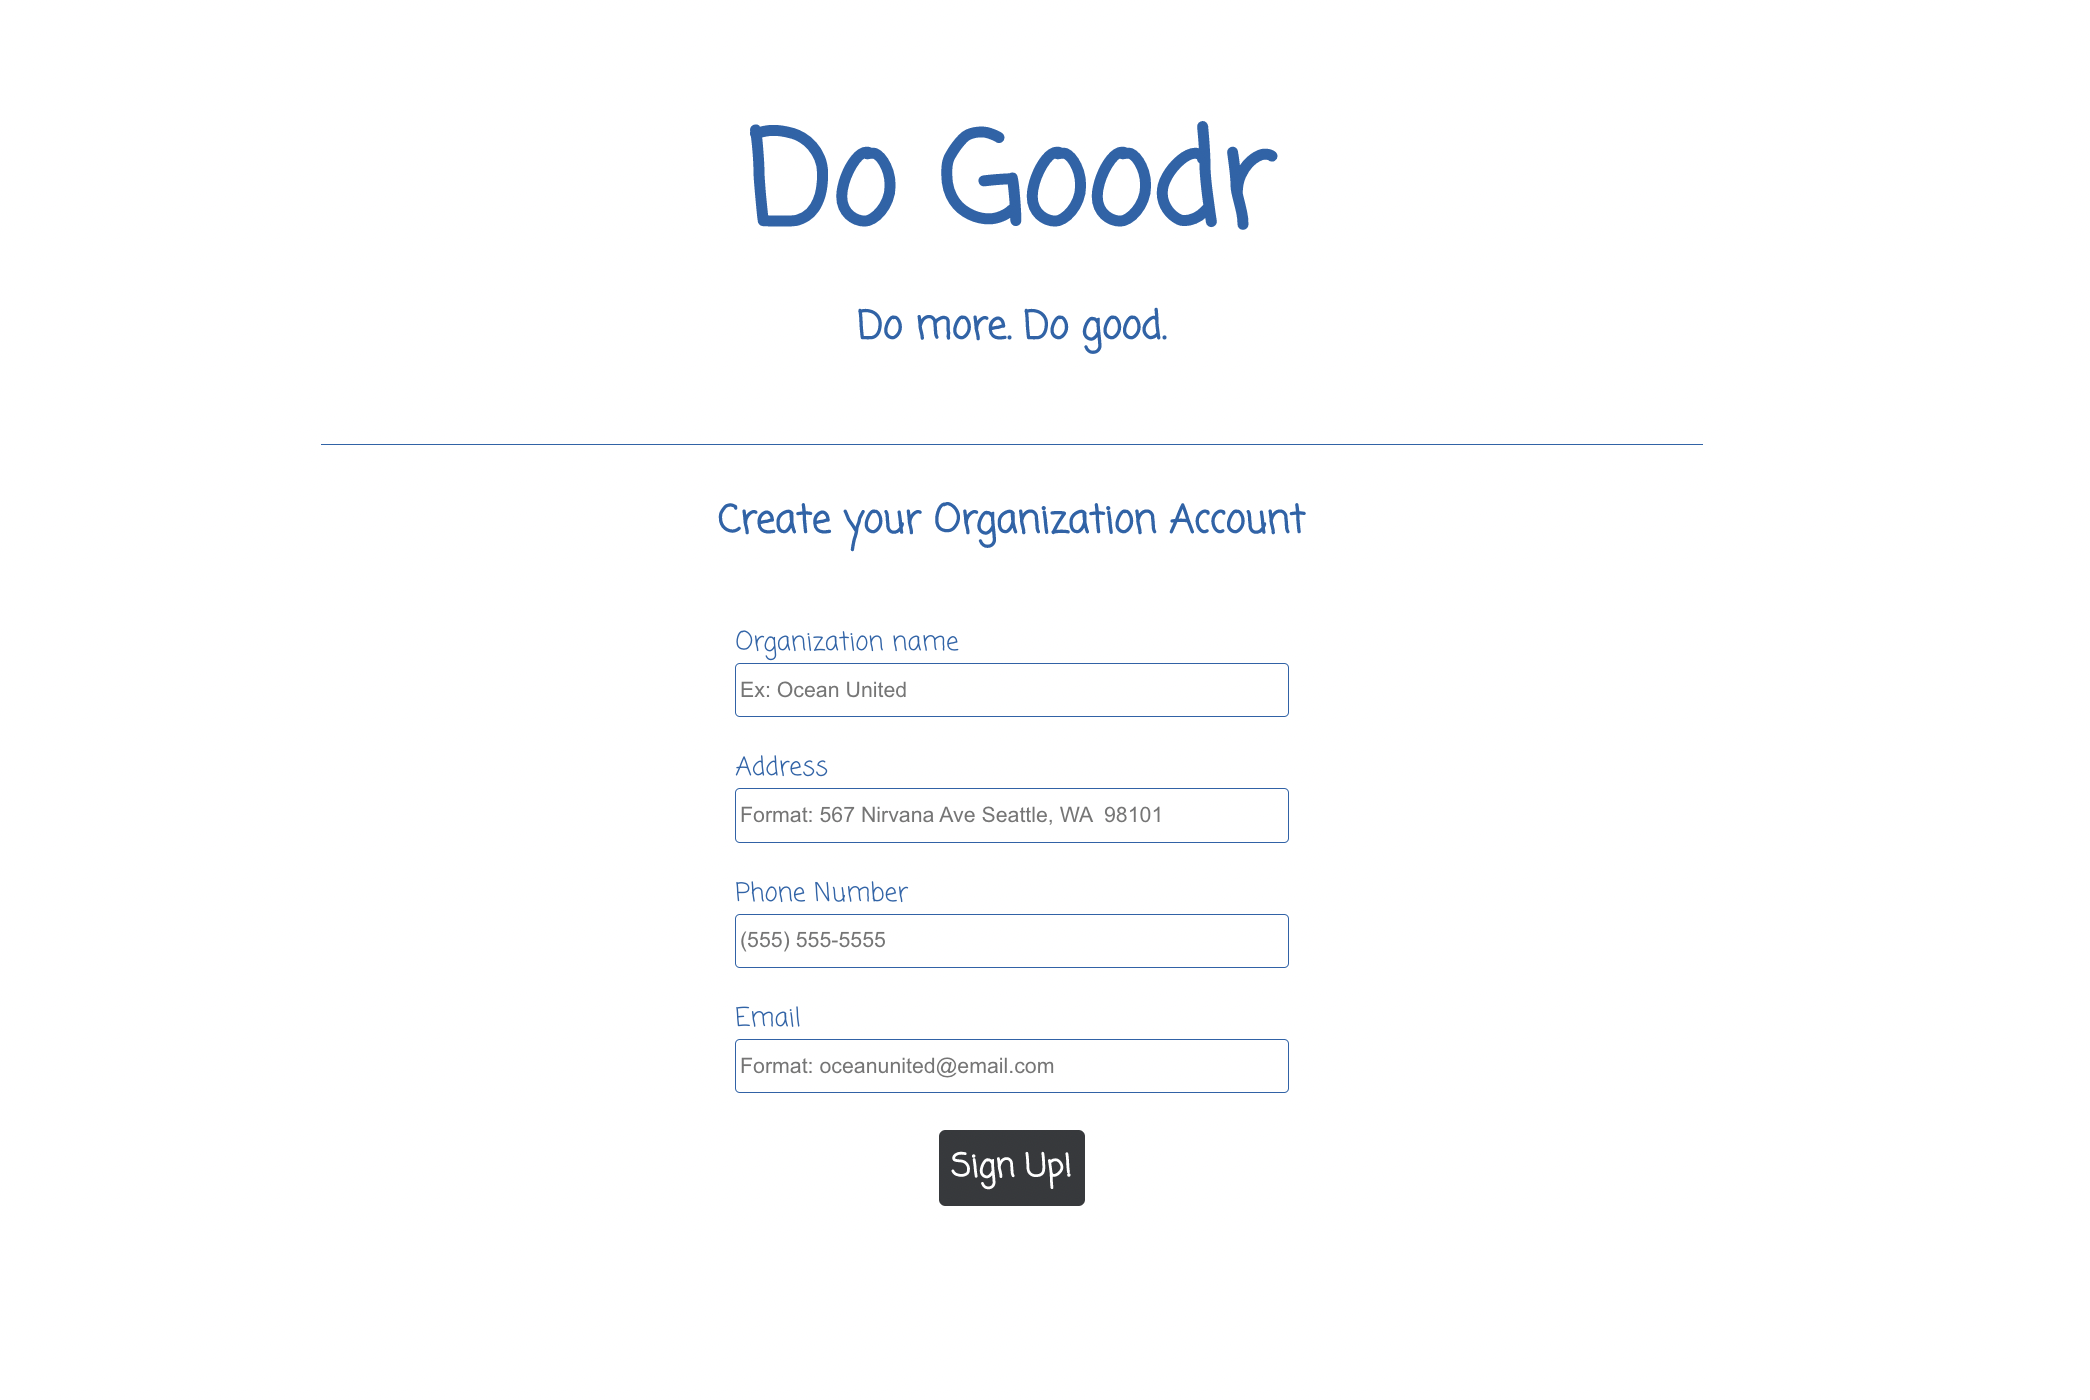 Do Goodr
Do more. Do good.
Create your Organization Account
Organization name
Ex: Ocean United
Address
Format: 567 Nirvana Ave Seattle, WA  98101
Phone Number
(555) 555-5555
Email
Format: oceanunited@email.com
Sign Up!